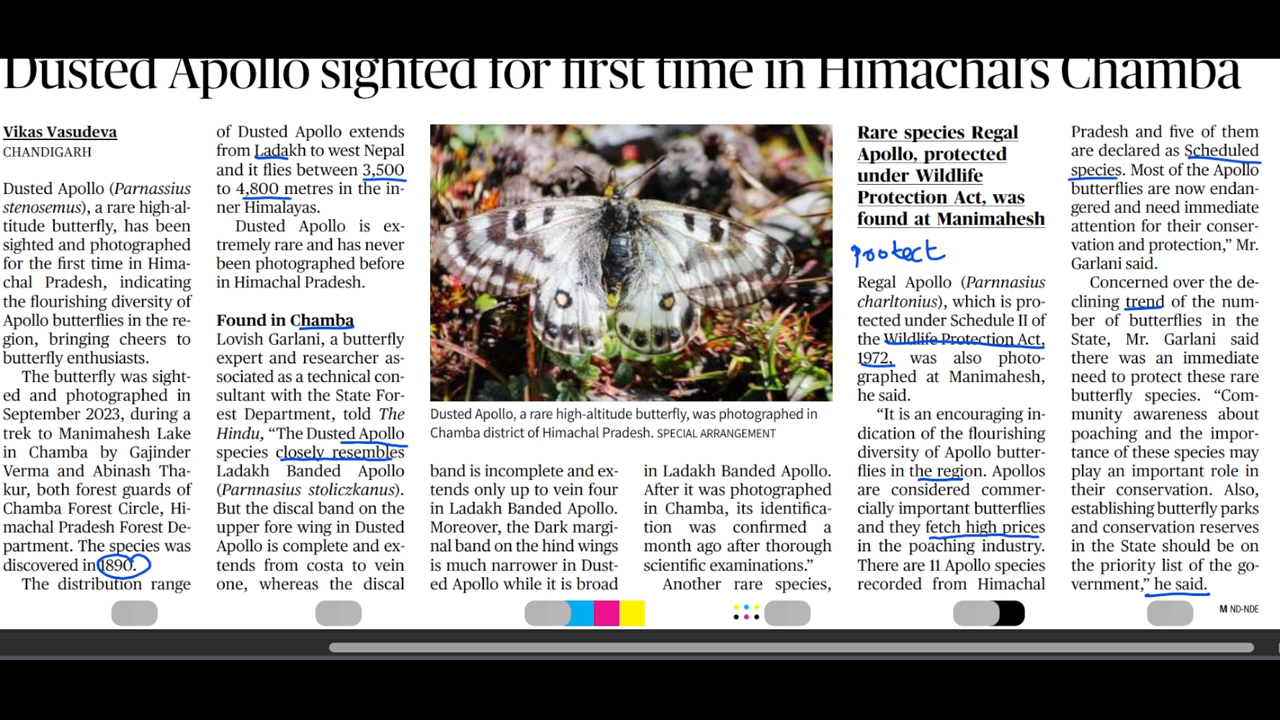 Dusted Apollo sighted for first time in Himachal's Chamba
Vikas Vasudeva
CHANDIGARH
Dusted Apollo (Parnassius
stenosemus), a rare high-al-
titude butterfly, has been
sighted and photographed
for the first time in Hima-
chal Pradesh, indicating
the flourishing diversity of
Apollo butterflies in the re-
gion, bringing cheers to
butterfly enthusiasts.
The butterfly was sight-
ed and photographed in
September 2023, during a
trek to Manimahesh Lake
in Chamba by Gajinder
Verma and Abinash Tha-
kur, both forest guards of
Chamba Forest Circle, Hi-
machal Pradesh Forest De-
partment. The species was
discovered in 1890.
The distribution range
of Dusted Apollo extends
from Ladakh to west Nepal
and it flies between 3,500
to 4,800 metres in the in-
ner Himalayas.
Dusted Apollo is ex-
tremely rare and has never
been photographed before
in Himachal Pradesh.
Found in Chamba
Lovish Garlani, a butterfly
expert and researcher as-
sociated as a technical con-
sultant with the State For-
est Department, told The
Hindu, “The Dusted Apollo
species closely resembles
Ladakh Banded Apollo
(Parnnasius stoliczkanus).
But the discal band on the
upper fore wing in Dusted
Apollo is complete and ex-
tends from costa to vein
one, whereas the discal
Dusted Apollo, a rare high-altitude butterfly, was photographed in
Chamba district of Himachal Pradesh. SPECIAL ARRANGEMENT
band is incomplete and ex-
tends only up to vein four
in Ladakh Banded Apollo.
Moreover, the Dark margi-
nal band on the hind wings
is much narrower in Dust-
ed Apollo while it is broad
in Ladakh Banded Apollo.
After it was photographed
in Chamba, its identifica-
tion was confirmed a
month ago after thorough
scientific examinations.”
Another rare species,
Rare species Regal
Apollo, protected
under Wildlife
Protection Act, was
found at Manimahesh
protect
Regal Apollo (Parnnasius
charltonius), which is pro-
tected under Schedule II of
the Wildlife Protection Act,
1972, was also photo-
graphed at Manimahesh,
he said.
“It is an encouraging in-
dication of the flourishing
diversity of Apollo butter-
flies in the region. Apollos
are considered commer-
cially important butterflies
and they fetch high prices
in the poaching industry.
There are 11 Apollo species
recorded from Himachal
Pradesh and five of them
are declared as Scheduled
species. Most of the Apollo
butterflies are now endan-
gered and need immediate
attention for their conser-
vation and protection,” Mr.
Garlani said.
Concerned over the de-
clining trend of the num-
ber of butterflies in the
State, Mr. Garlani said
there was an immediate
need to protect these rare
butterfly species. “Com-
munity awareness about
poaching and the impor-
tance of these species may
play an important role in
their conservation. Also,
establishing butterfly parks
and conservation reserves
in the State should be on
the priority list of the go-
vernment,” he said.
M ND-NDE